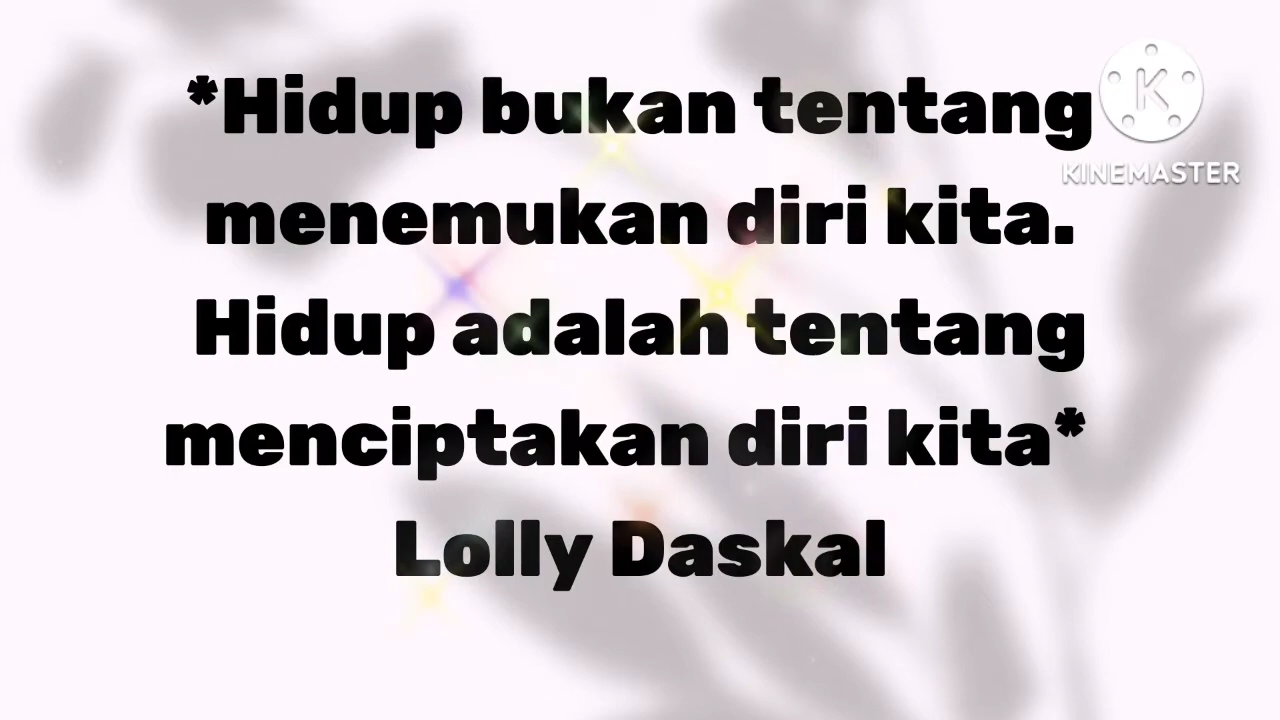 *Hidup bukan tentang
menemukan diri kita.
Hidup adalah tentang
menciptakan diri kita*
Lolly Daskal
K
KINEMASTER